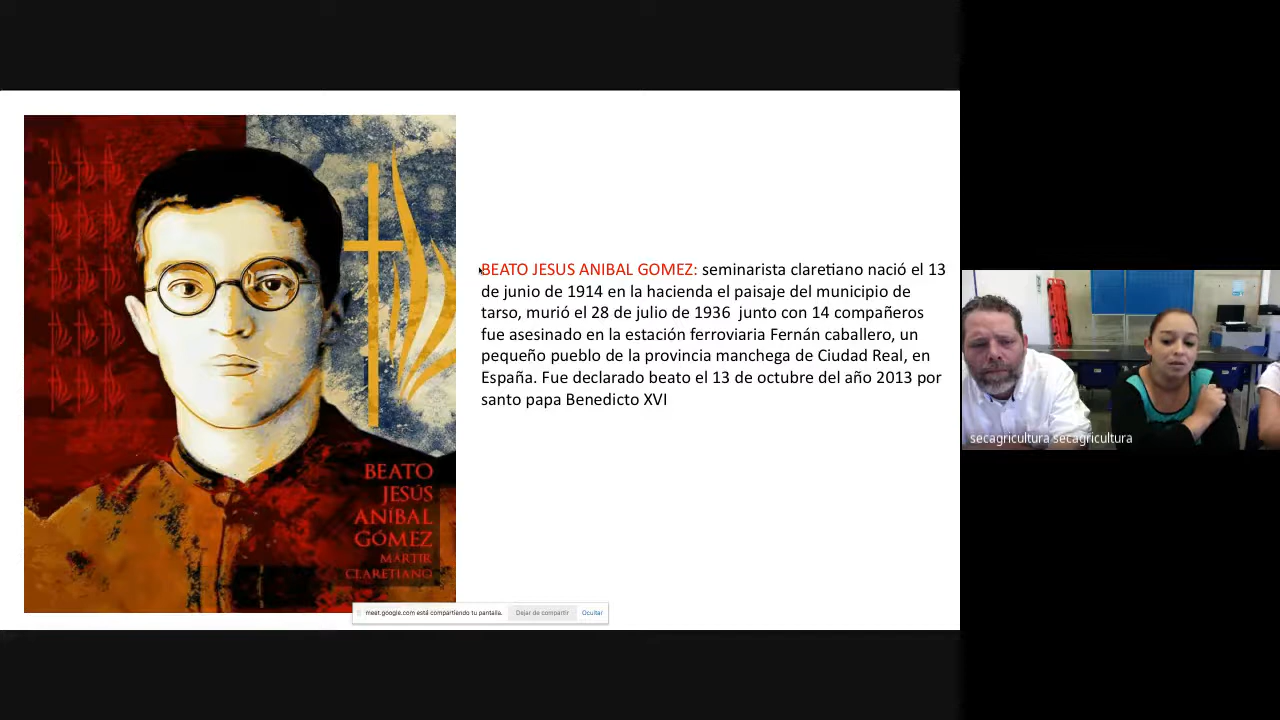 BEATO JESUS ANIBAL GOMEZ: seminarista claretiano nació el 13
de junio de 1914 en la hacienda el paisaje del municipio de
tarso, murió el 28 de julio de 1936 junto con 14 compañeros
fue asesinado en la estación ferroviaria Fernán caballero, un
pequeño pueblo de la provincia manchega de Ciudad Real, en
España. Fue declarado beato el 13 de octubre del año 2013 por
santo papa Benedicto XVI
BEATO
JESÚS
ANÍBAL
GÓMEZ
MÁRTIR
CLARETIANO
meet.google.com está compartiendo tu pantalla. Dejar de compartir Ocultar
secagricultura secagricultura